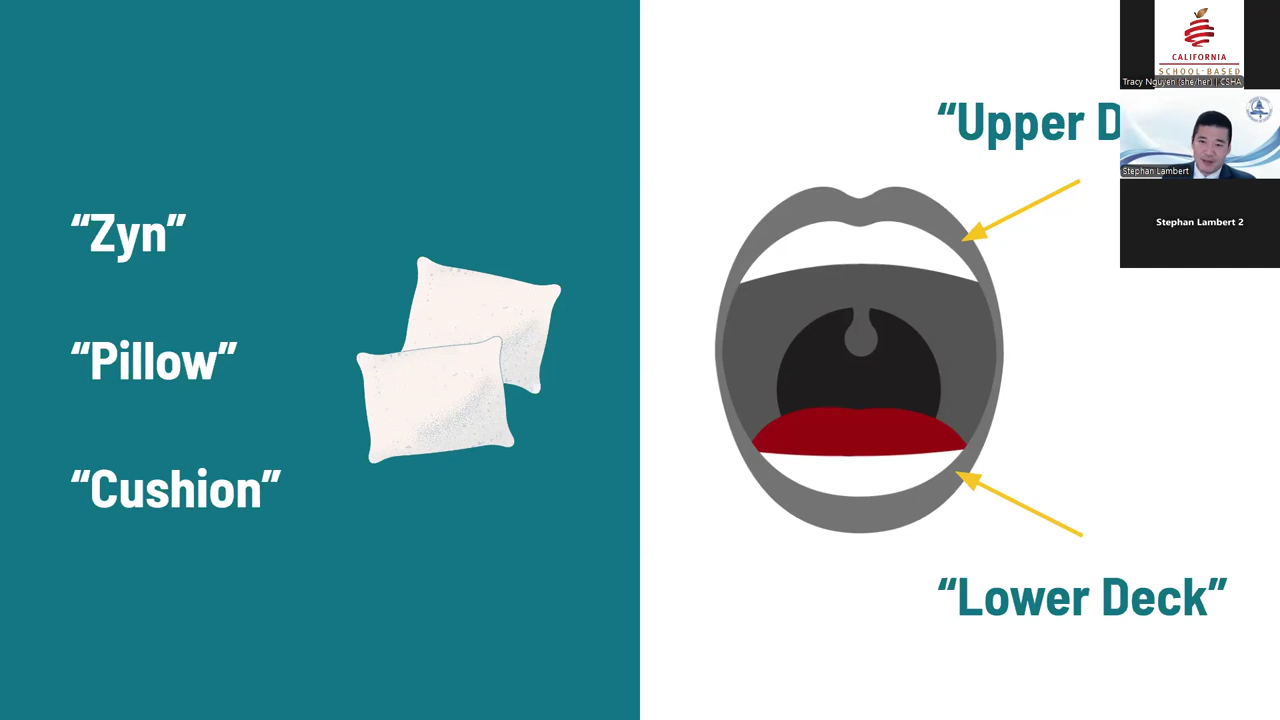 “Zyn”
“Pillow”
“Cushion”
“Upper D
“Lower Deck”
CALIFORNIA
SCHOOL-BASED
Tracy Nguyen (she/her) | CSHA
Stephan Lambert
Stephan Lambert 2